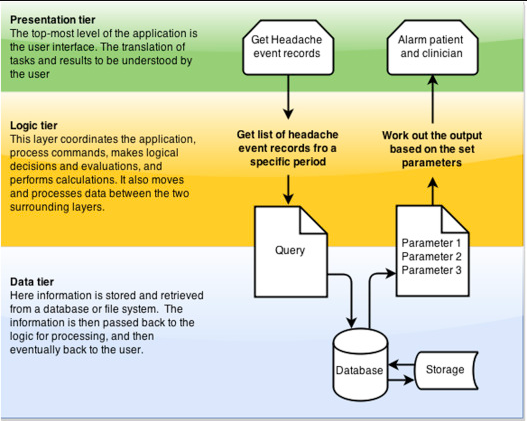 Presentation tier
The top-most level of the application is
the user interface. The translation of
tasks and results to be understood by
the user
Get Headache
event records
Alarm patient
and clinician
Logic tier
This layer coordinates the application,
process commands, makes logical
decisions and evaluations, and
performs calculations. It also moves
and processes data between the two
surrounding layers.
Get list of headache
event records fro a
specific period
Work out the output
based on the set
parameters
Query
Parameter 1
Parameter 2
Parameter 3
Data tier
Here information is stored and retrieved
from a database or file system. The
information is then passed back to the
logic for processing, and then
eventually back to the user.
Database
Storage